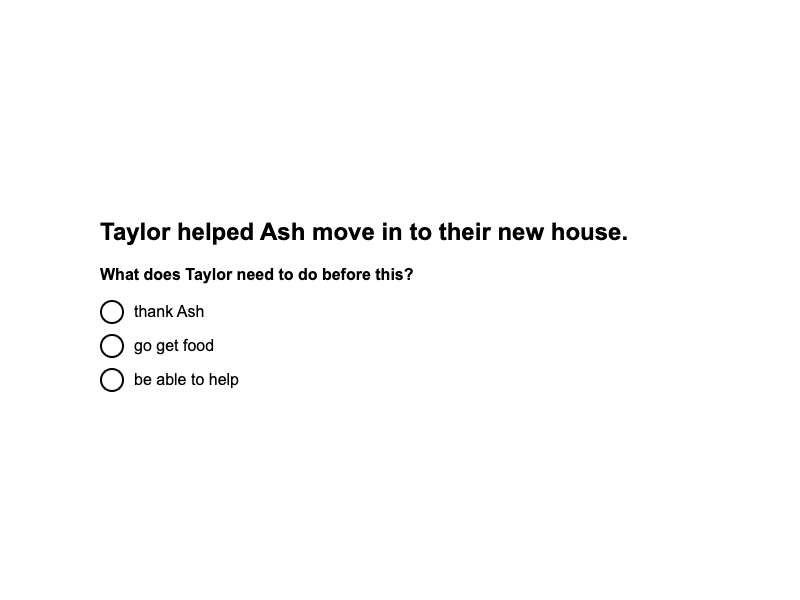 Taylor helped Ash move in to their new house.
What does Taylor need to do before this?
thank Ash
go get food
be able to help